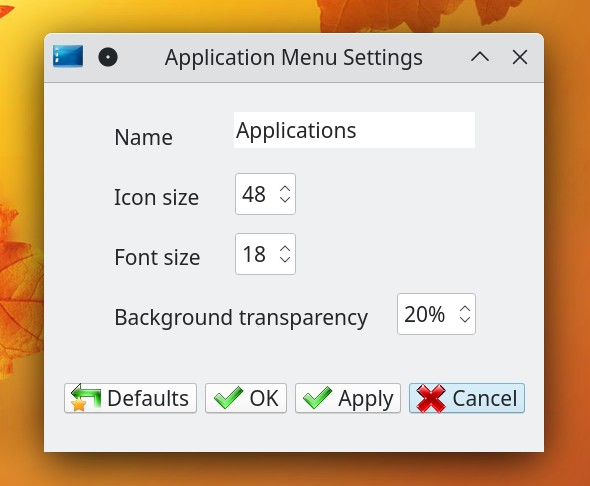 Application Menu Settings
Name Applications
Icon size 48
Font size 18
Background transparency 20%
Defaults OK Apply Cancel